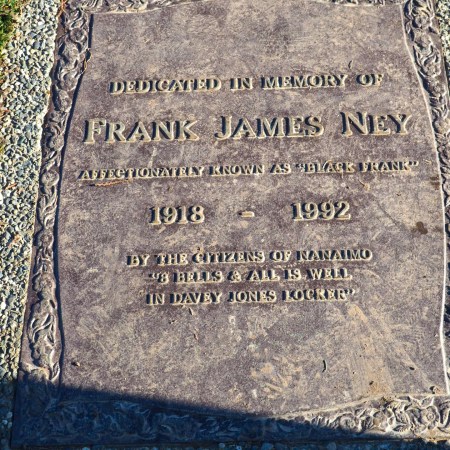 DEDICATED IN MEMORY OF
FRANK JAMES NEY
AFFECTIONATELY KNOWN AS "BLACK FRANK"
1918 - 1992
BY THE CITIZENS OF NANAIMO
"8 BELLS & ALL IS WELL
IN DAVEY JONES LOCKER"